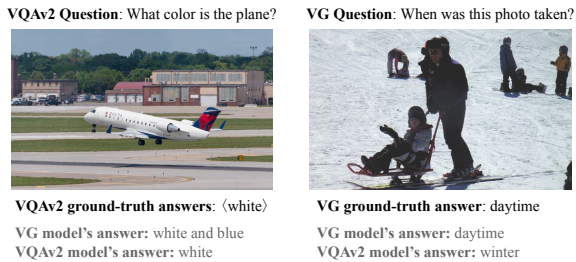 VQAv2 Question: What color is the plane?
VQAv2 ground-truth answers: ⟨white⟩
VG model's answer: white and blue
VQAv2 model's answer: white
VG Question: When was this photo taken?
VG ground-truth answer: daytime
VG model's answer: daytime
VQAv2 model's answer: winter